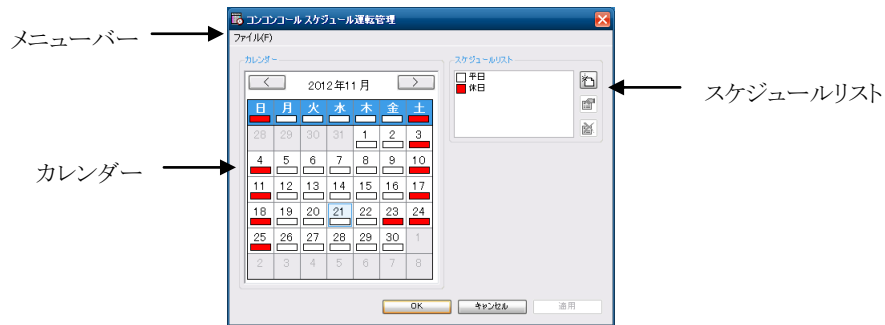 コンコンコール スケジュール運転管理
メニューバー
ファイル(F)
カレンダー
スケジュールリスト
2012年11月
平日
休日
スケジュールリスト
日 月 火 水 木 金 土
28 29 30 31 1 2 3
カレンダー
4 5 6 7 8 9 10
11 12 13 14 15 16 17
18 19 20 21 22 23 24
25 26 27 28 29 30 1
2 3 4 5 6 7 8
OK キャンセル 適用